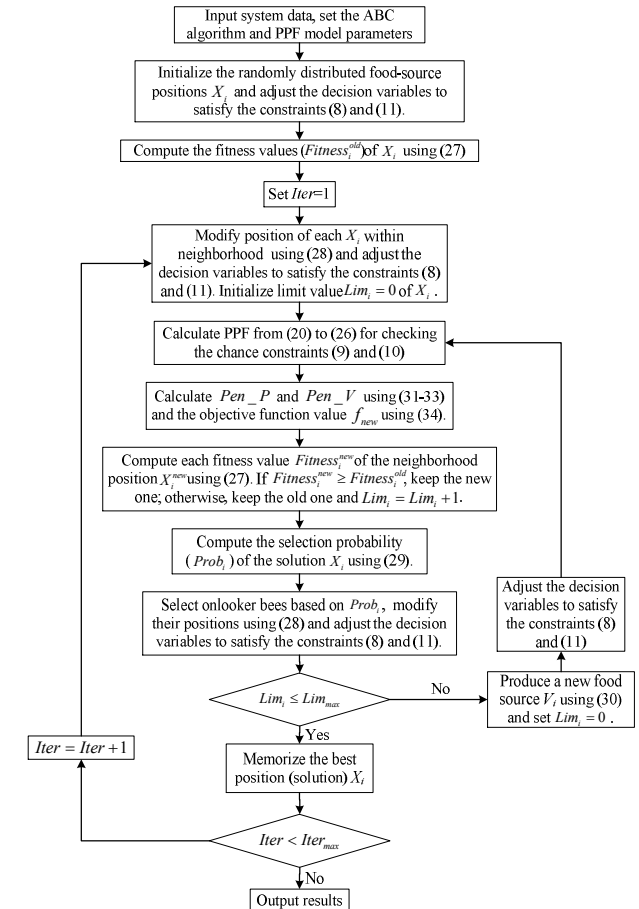 Input system data, set the ABC
algorithm and PPF model parameters
Initialize the randomly distributed food-source
positions X_i and adjust the decision variables to
satisfy the constraints (8) and (11).
Compute the fitness values (Fitness_i^old) of X_i using (27)
Set Iter=1
Modify position of each X_i within
neighborhood using (28) and adjust the
decision variables to satisfy the constraints (8)
and (11). Initialize limit value Lim_i = 0 of X_i .
Calculate PPF from (20) to (26) for checking
the chance constraints (9) and (10)
Calculate Pen_P and Pen_V using (31-33)
and the objective function value f_new using (34).
Compute each fitness value Fitness_i^new of the neighborhood
position X_i^new using (27). If Fitness_i^new ≥ Fitness_i^old, keep the new
one; otherwise, keep the old one and Lim_i = Lim_i + 1.
Compute the selection probability
(Prob_i) of the solution X_i using (29).
Select onlooker bees based on Prob_i, modify
their positions using (28) and adjust the decision
variables to satisfy the constraints (8) and (11).
Adjust the decision
variables to satisfy
the constraints (8)
and (11)
Lim_i ≤ Lim_max
No
Produce a new food
source V_i using (30)
and set Lim_i = 0 .
Yes
Iter = Iter + 1
Memorize the best
position (solution) X_i
Iter < Iter_max
No
Output results